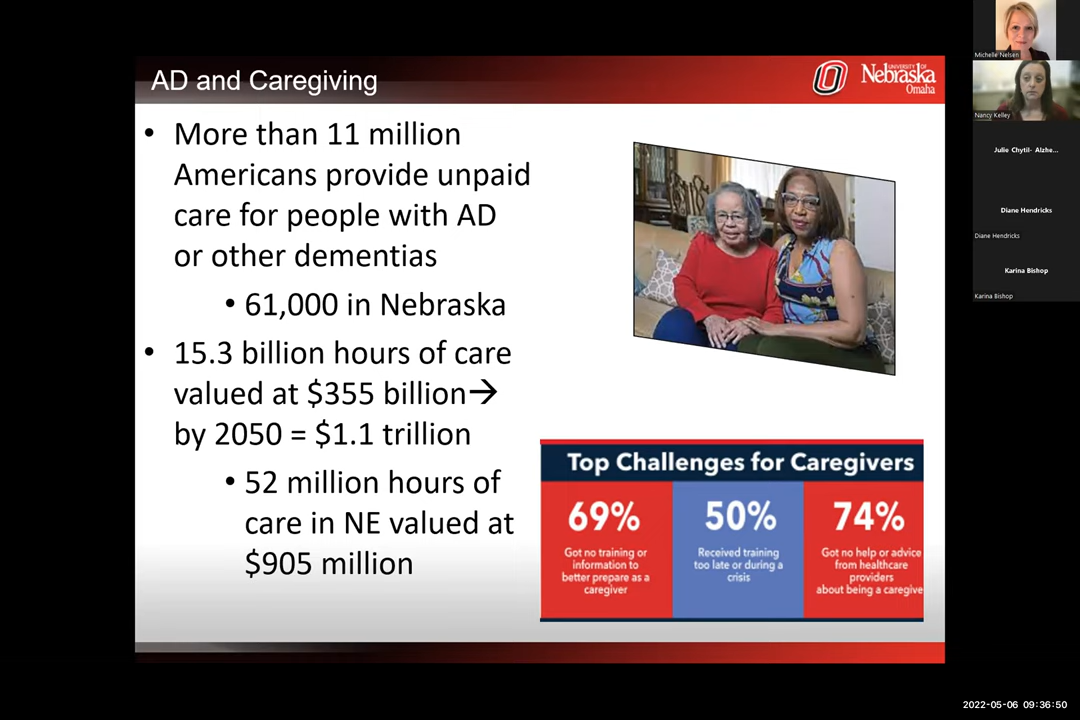 AD and Caregiving
UNIVERSITY OF
Nebraska
Omaha
• More than 11 million
Americans provide unpaid
care for people with AD
or other dementias
• 61,000 in Nebraska
• 15.3 billion hours of care
valued at $355 billion→
by 2050 = $1.1 trillion
• 52 million hours of
care in NE valued at
$905 million
Top Challenges for Caregivers
69%
Got no training or
information to
better prepare as a
caregiver
50%
Received training
too late or during a
crisis
74%
Got no help or advice
from healthcare
providers
about being a caregive
Michelle Nelsen
Nancy Kelley
Julie Chytil- Alzhe...
Diane Hendricks
Diane Hendricks
Karina Bishop
Karina Bishop
2022-05-06 09:36:50